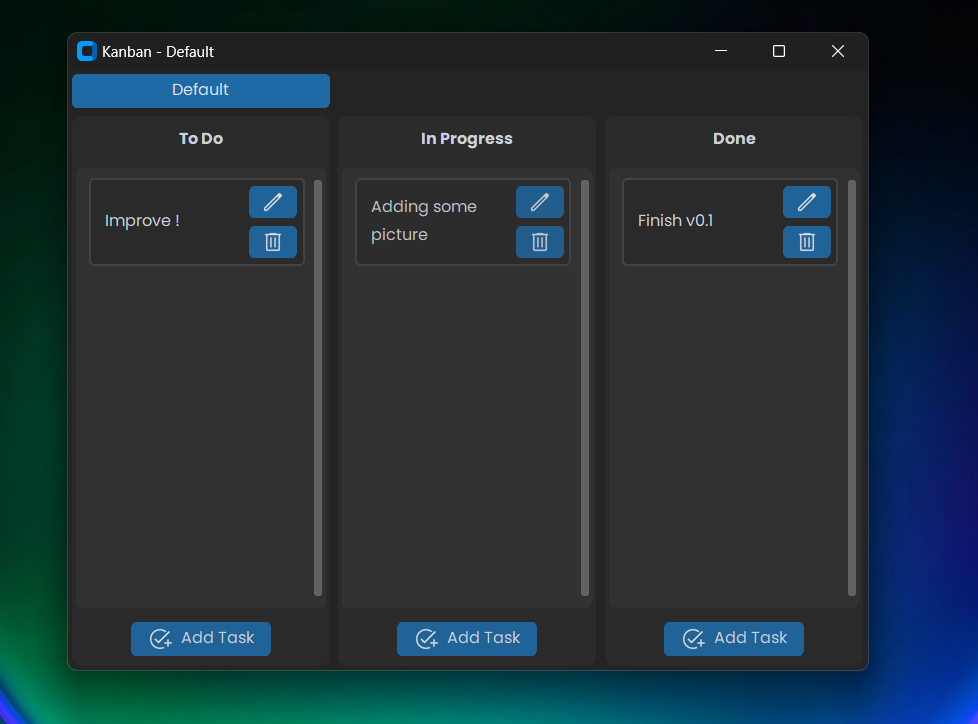 Kanban - Default
Default
To Do
In Progress
Done
Improve !
Adding some
picture
Finish v0.1
Add Task
Add Task
Add Task